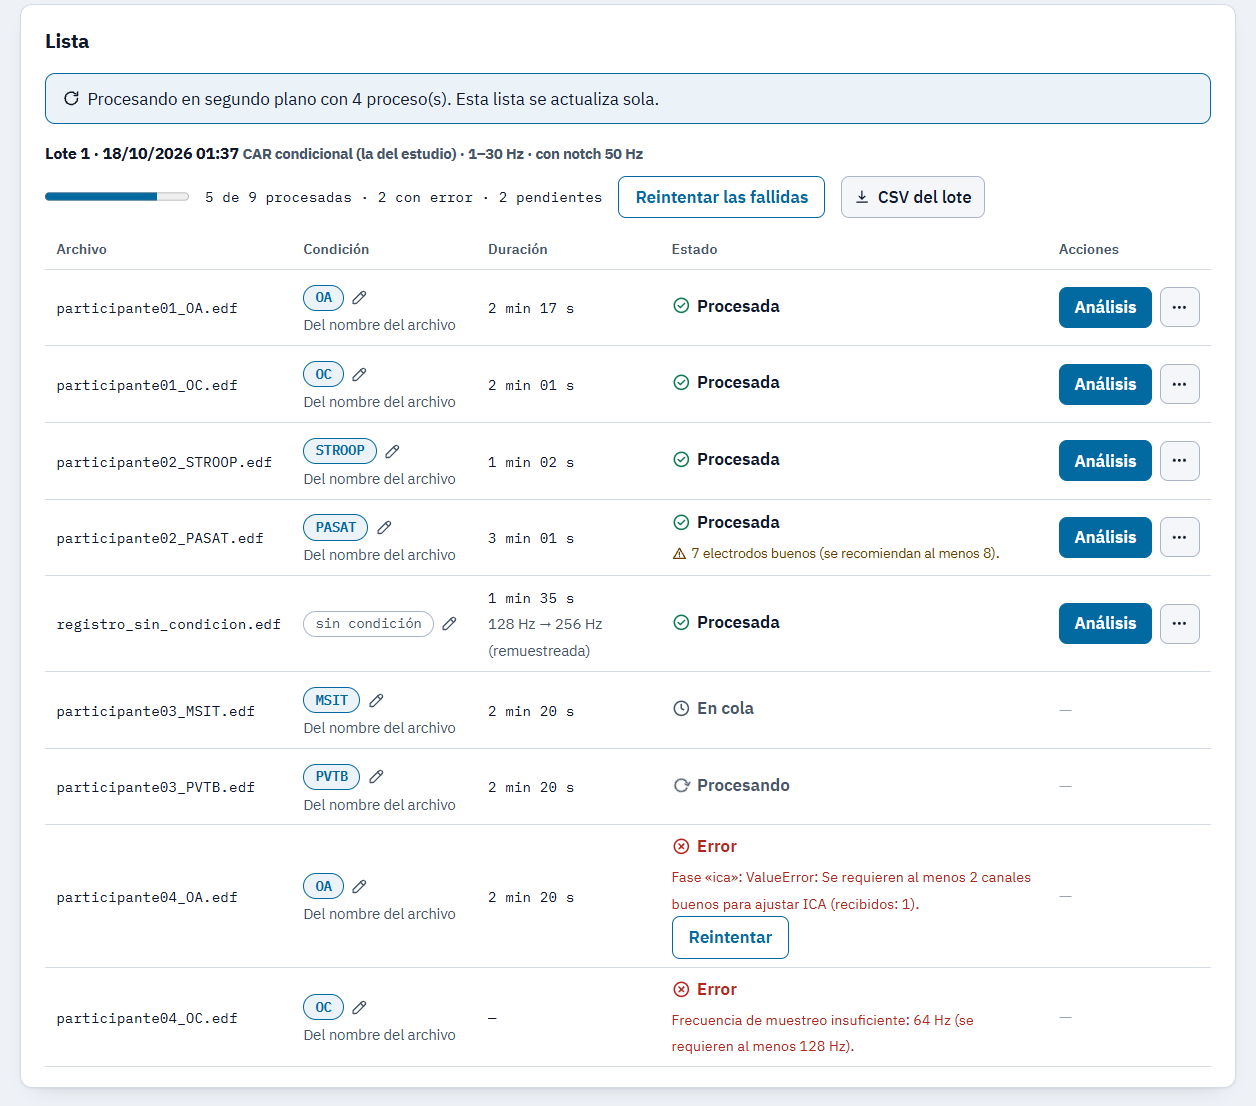 Lista
Procesando en segundo plano con 4 proceso(s). Esta lista se actualiza sola.
Lote 1 · 18/10/2026 01:37 CAR condicional (la del estudio) · 1–30 Hz · con notch 50 Hz
5 de 9 procesadas · 2 con error · 2 pendientes Reintentar las fallidas CSV del lote
Archivo Condición Duración Estado Acciones
participante01_OA.edf OA 2 min 17 s Procesada Análisis ···
Del nombre del archivo
participante01_OC.edf OC 2 min 01 s Procesada Análisis ···
Del nombre del archivo
participante02_STROOP.edf STROOP 1 min 02 s Procesada Análisis ···
Del nombre del archivo
participante02_PASAT.edf PASAT 3 min 01 s Procesada Análisis ···
Del nombre del archivo
7 electrodos buenos (se recomiendan al menos 8).
registro_sin_condicion.edf sin condición 1 min 35 s Procesada Análisis ···
128 Hz → 256 Hz
(remuestreada)
participante03_MSIT.edf MSIT 2 min 20 s En cola —
Del nombre del archivo
participante03_PVTB.edf PVTB 2 min 20 s Procesando —
Del nombre del archivo
participante04_OA.edf OA 2 min 20 s Error —
Del nombre del archivo
Fase «ica»: ValueError: Se requieren al menos 2 canales
buenos para ajustar ICA (recibidos: 1).
Reintentar
participante04_OC.edf OC – Error —
Del nombre del archivo
Frecuencia de muestreo insuficiente: 64 Hz (se
requieren al menos 128 Hz).